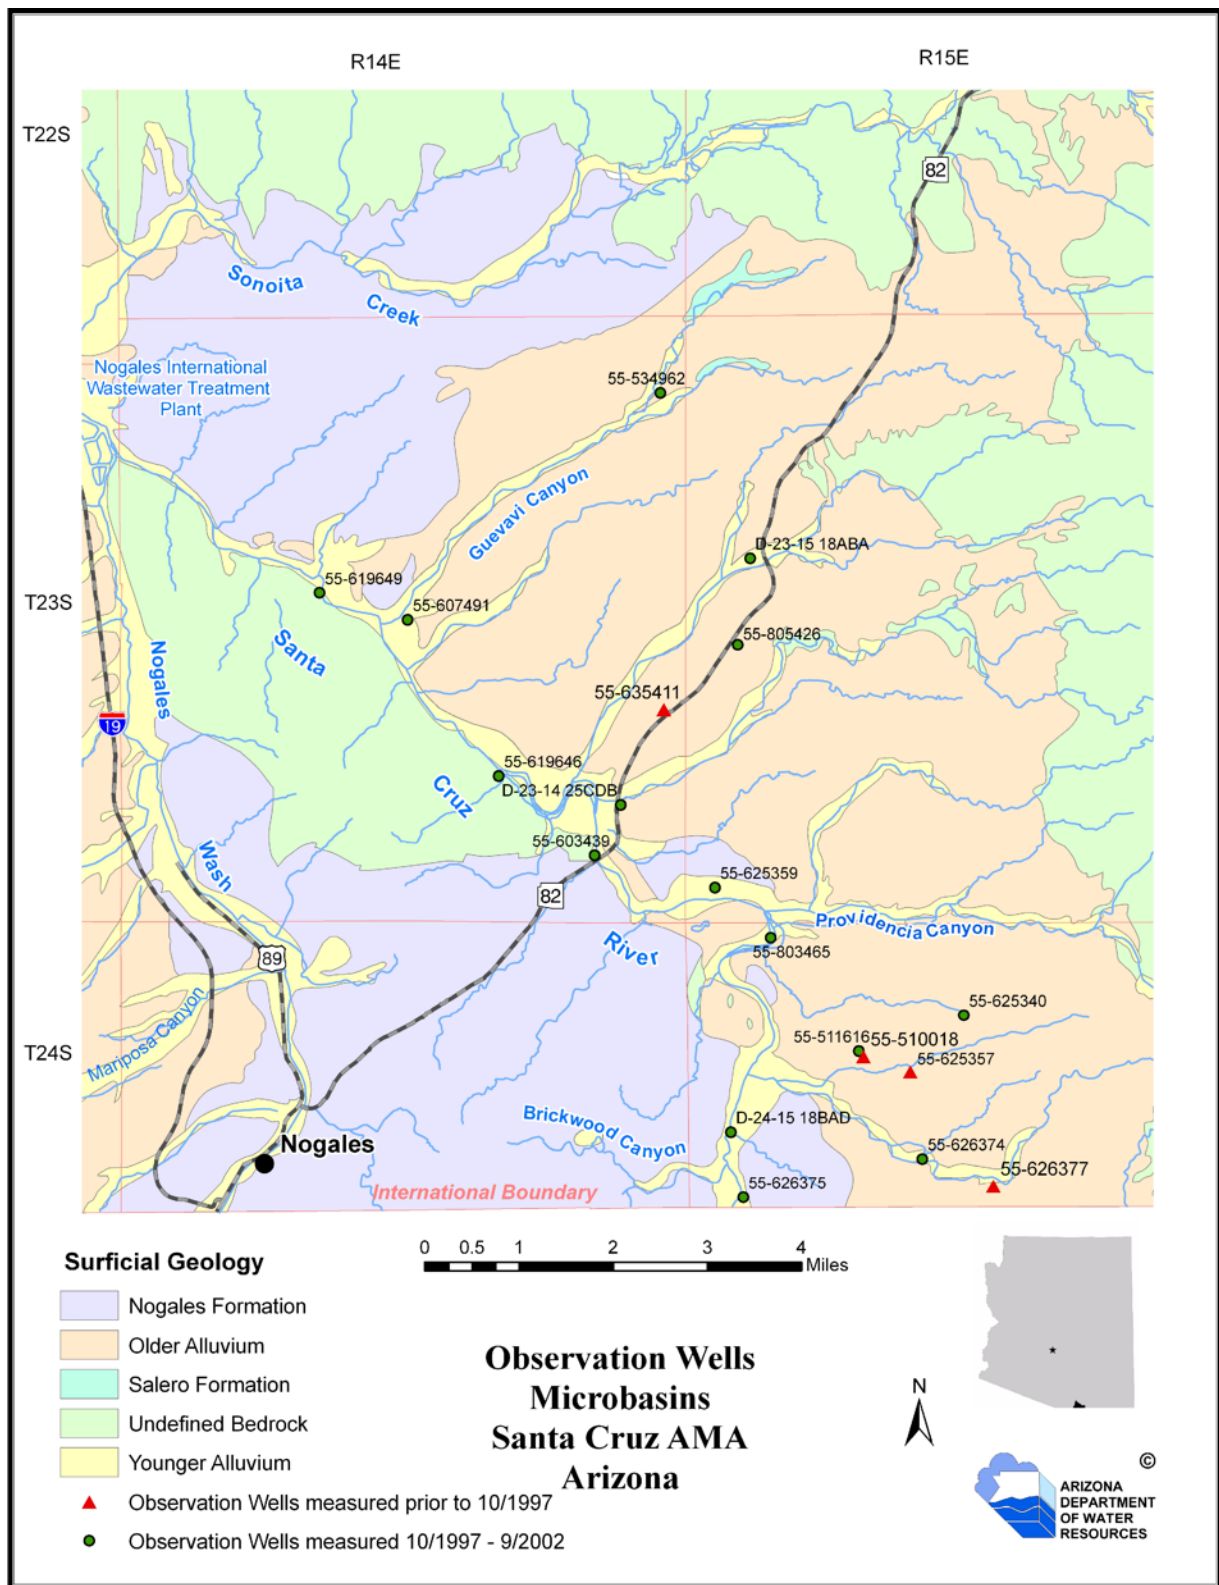 R14E
R15E
T22S
82
Sonoita
Creek
Nogales International
Wastewater Treatment
Plant
55-534962
Guevavi Canyon
D-23-15 18ABA
55-619649
T23S
55-607491
Santa
55-805426
Nogales
55-635411
19
55-619646
Cruz
D-23-14 25CDB
55-603439
Wash
55-625359
82
Providencia Canyon
River
55-803465
89
Mariposa Canyon
55-625340
T24S
55-511616
55-510018
55-625357
Brickwood Canyon
D-24-15 18BAD
Nogales
55-626374
55-626377
International Boundary
55-626375
Surficial Geology
0 0.5 1 2 3 4
Miles
Nogales Formation
Older Alluvium
Salero Formation
Undefined Bedrock
Younger Alluvium
Observation Wells measured prior to 10/1997
Observation Wells measured 10/1997 - 9/2002
Observation Wells
Microbasins
Santa Cruz AMA
Arizona
N
©
ARIZONA
DEPARTMENT
OF WATER
RESOURCES